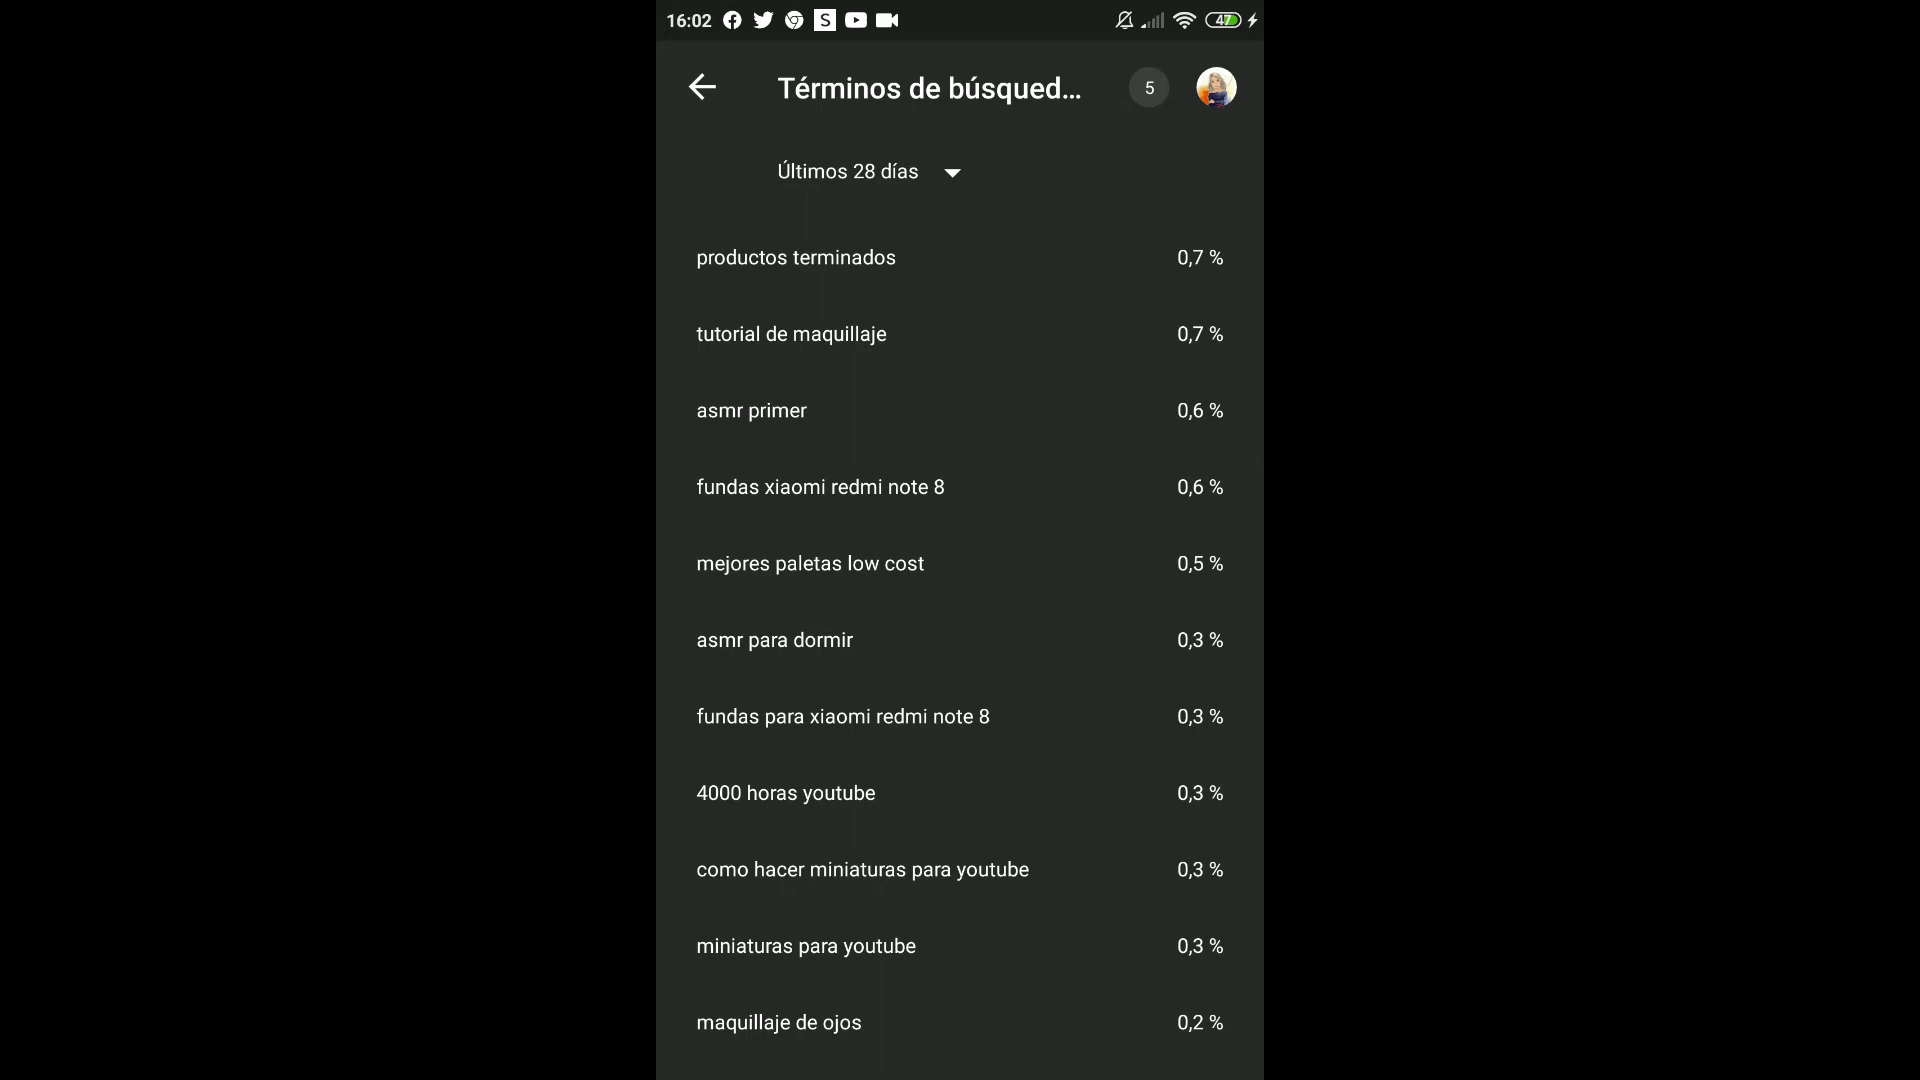 16:02 S 47
Términos de búsqued... 5
Últimos 28 días
productos terminados 0,7 %
tutorial de maquillaje 0,7 %
asmr primer 0,6 %
fundas xiaomi redmi note 8 0,6 %
mejores paletas low cost 0,5 %
asmr para dormir 0,3 %
fundas para xiaomi redmi note 8 0,3 %
4000 horas youtube 0,3 %
como hacer miniaturas para youtube 0,3 %
miniaturas para youtube 0,3 %
maquillaje de ojos 0,2 %